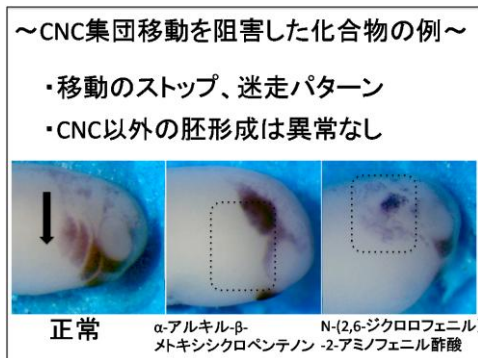 ～CNC集団移動を阻害した化合物の例～
・移動のストップ、迷走パターン
・CNC以外の胚形成は異常なし
正常
α-アルキル-β-
メトキシシクロペンテノン
N-(2,6-ジクロロフェニル)
-2-アミノフェニル酢酸